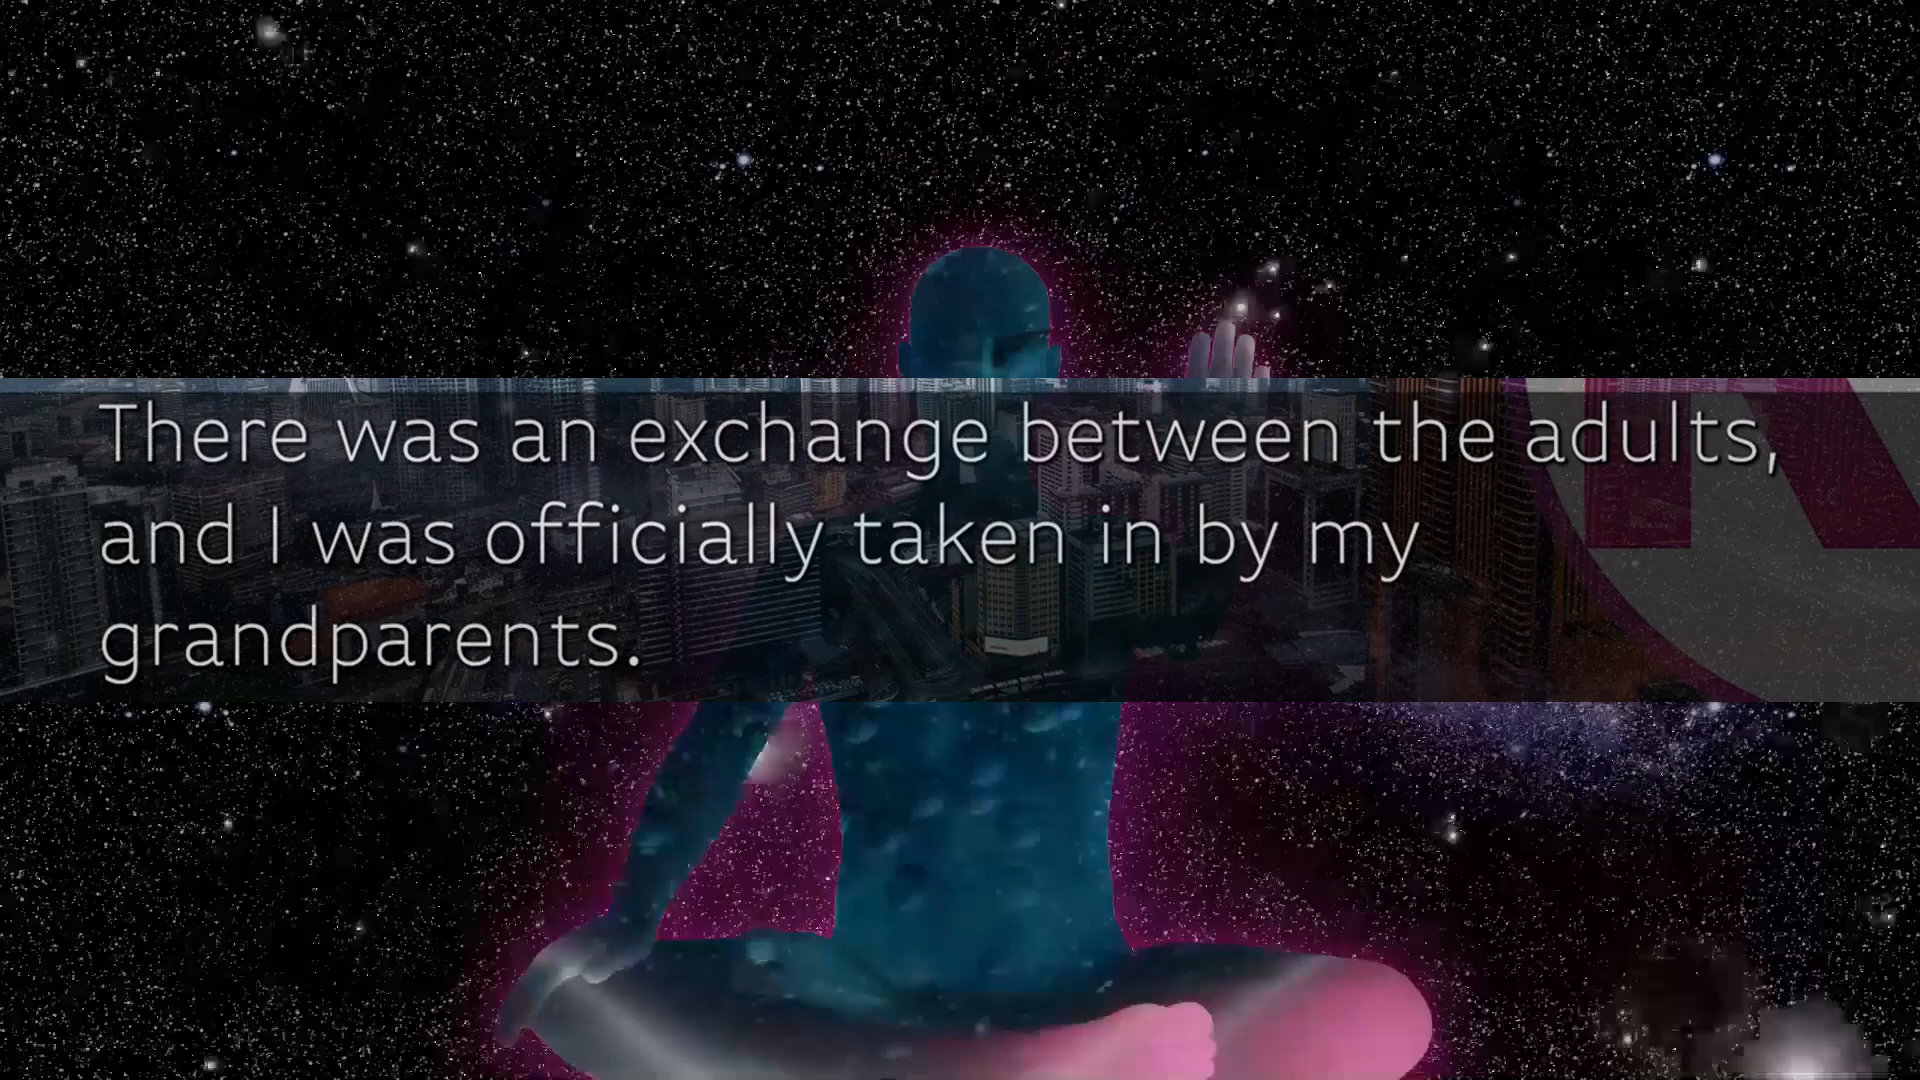 There was an exchange between the adults,
and I was officially taken in by my
grandparents.